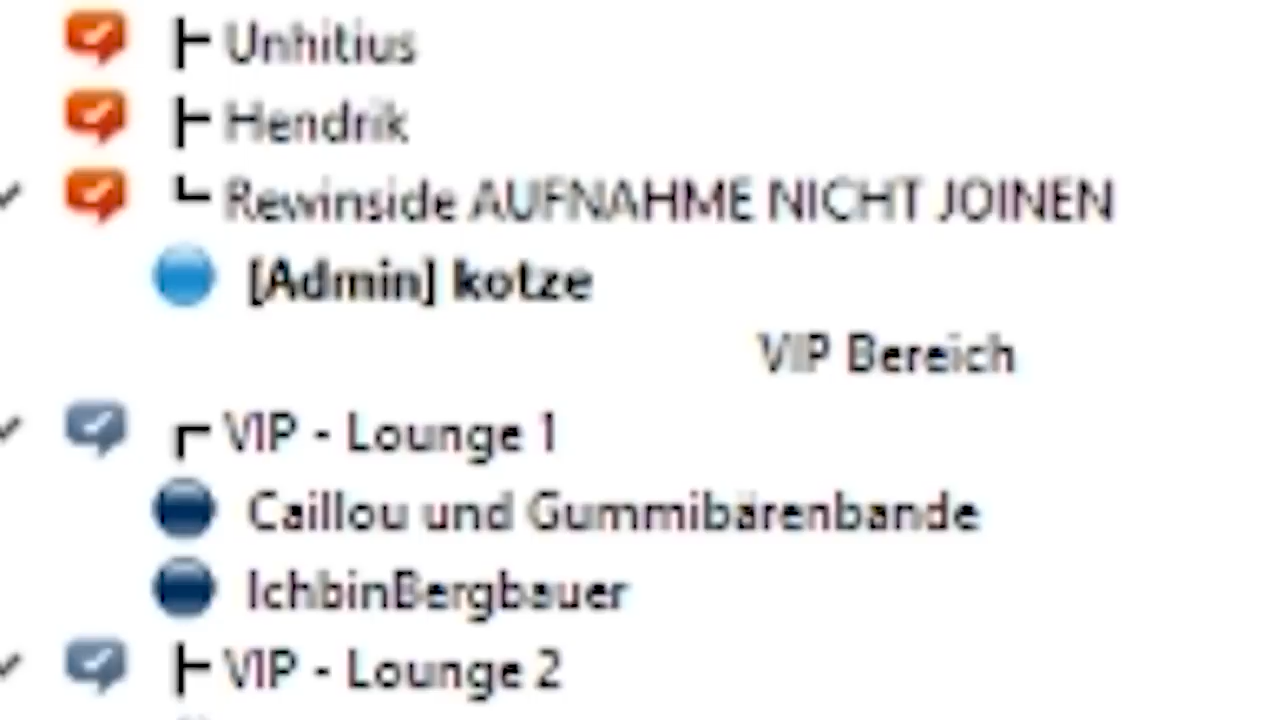 Unhitius
Hendrik
Rewinside AUFNAHME NICHT JOINEN
[Admin] kotze
VIP Bereich
VIP - Lounge 1
Caillou und Gummibärenbande
IchbinBergbauer
VIP - Lounge 2